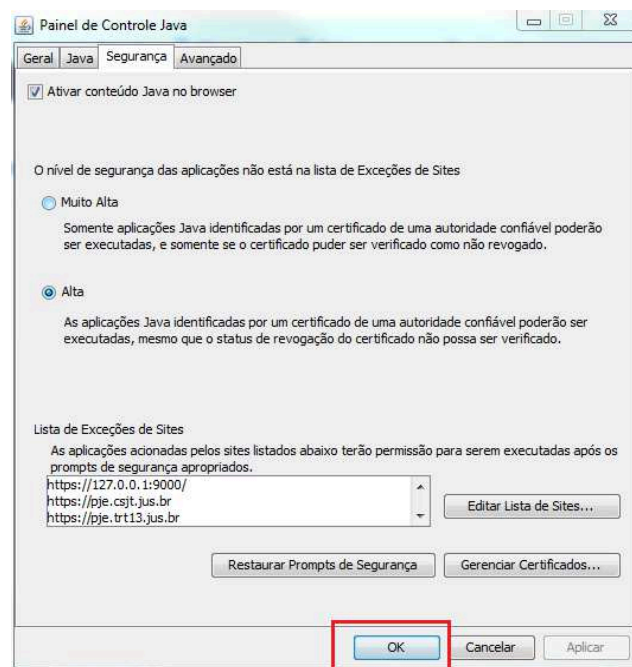 Painel de Controle Java
Geral Java Segurança Avançado
Ativar conteúdo Java no browser
O nível de segurança das aplicações não está na lista de Exceções de Sites
Muito Alta
Somente aplicações Java identificadas por um certificado de uma autoridade confiável poderão
ser executadas, e somente se o certificado puder ser verificado como não revogado.
Alta
As aplicações Java identificadas por um certificado de uma autoridade confiável poderão ser
executadas, mesmo que o status de revogação do certificado não possa ser verificado.
Lista de Exceções de Sites
As aplicações acionadas pelos sites listados abaixo terão permissão para serem executadas após os
prompts de segurança apropriados.
https://127.0.0.1:9000/
https://pje.csjt.jus.br
https://pje.trt13.jus.br
Editar Lista de Sites...
Restaurar Prompts de Segurança Gerenciar Certificados...
OK Cancelar Aplicar